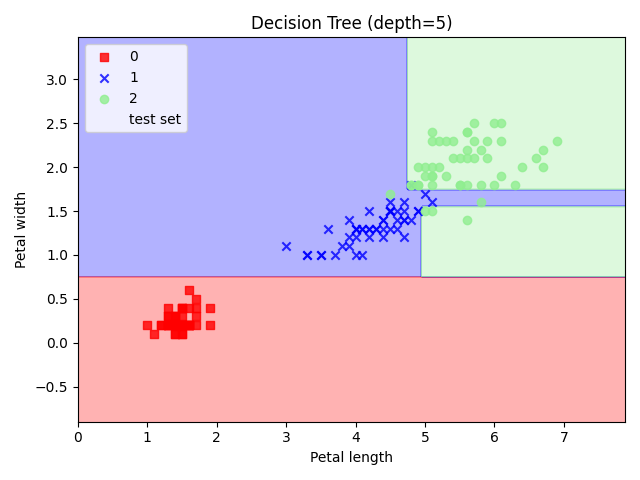 Decision Tree (depth=5)
0
1
2
test set
Petal width
3.0
2.5
2.0
1.5
1.0
0.5
0.0
−0.5
0 1 2 3 4 5 6 7
Petal length